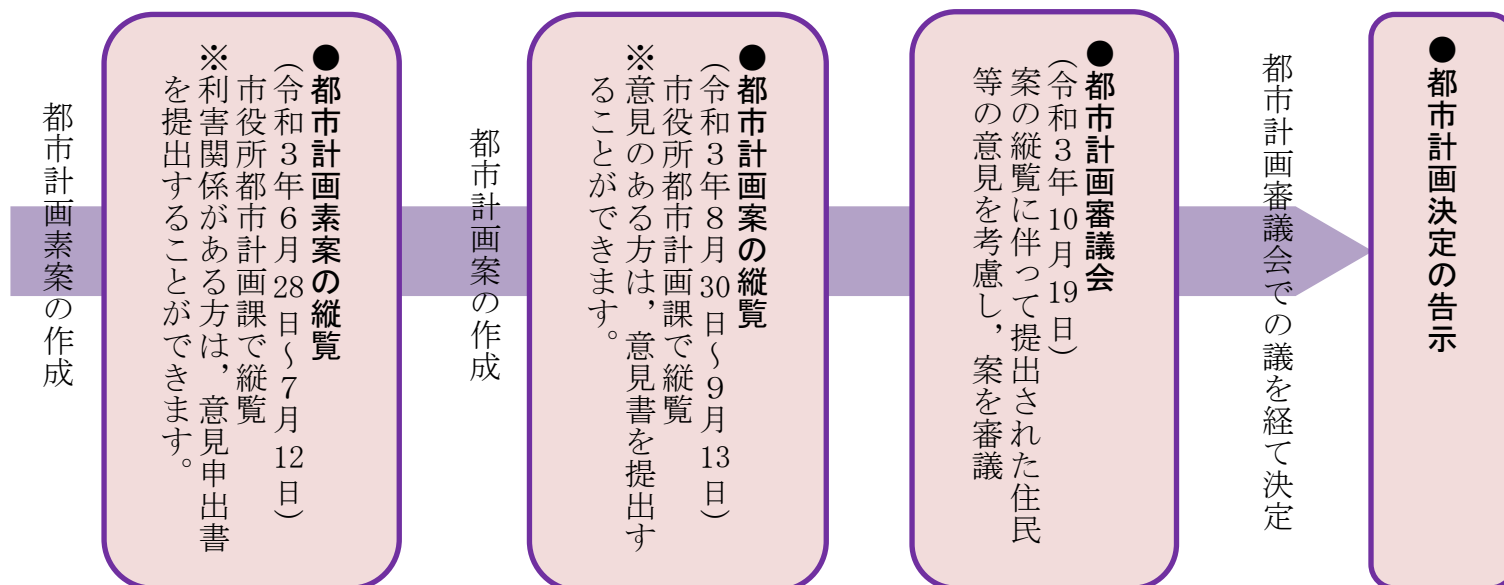 都市計画素案の作成
●都市計画素案の縦覧
（令和３年６月28日～７月12日）
市役所都市計画課で縦覧
※利害関係がある方は，意見申出書
を提出することができます。
都市計画案の作成
●都市計画案の縦覧
（令和３年８月30日～９月13日）
市役所都市計画課で縦覧
※意見のある方は，意見書を提出す
ることができます。
●都市計画審議会
（令和３年10月19日）
案の縦覧に伴って提出された住民
等の意見を考慮し，案を審議
都市計画審議会での議を経て決定
●都市計画決定の告示